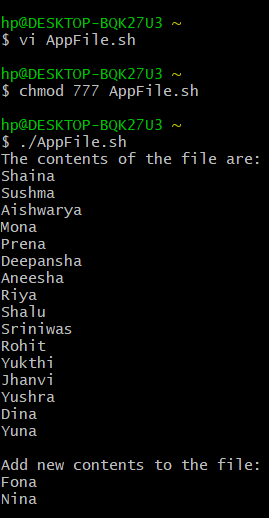 hp@DESKTOP-BQK27U3 ~
$ vi AppFile.sh
hp@DESKTOP-BQK27U3 ~
$ chmod 777 AppFile.sh
hp@DESKTOP-BQK27U3 ~
$ ./AppFile.sh
The contents of the file are:
Shaina
Sushma
Aishwarya
Mona
Prena
Deepansha
Aneesha
Riya
Shalu
Sriniwas
Rohit
Yukthi
Jhanvi
Yushra
Dina
Yuna
Add new contents to the file:
Fona
Nina